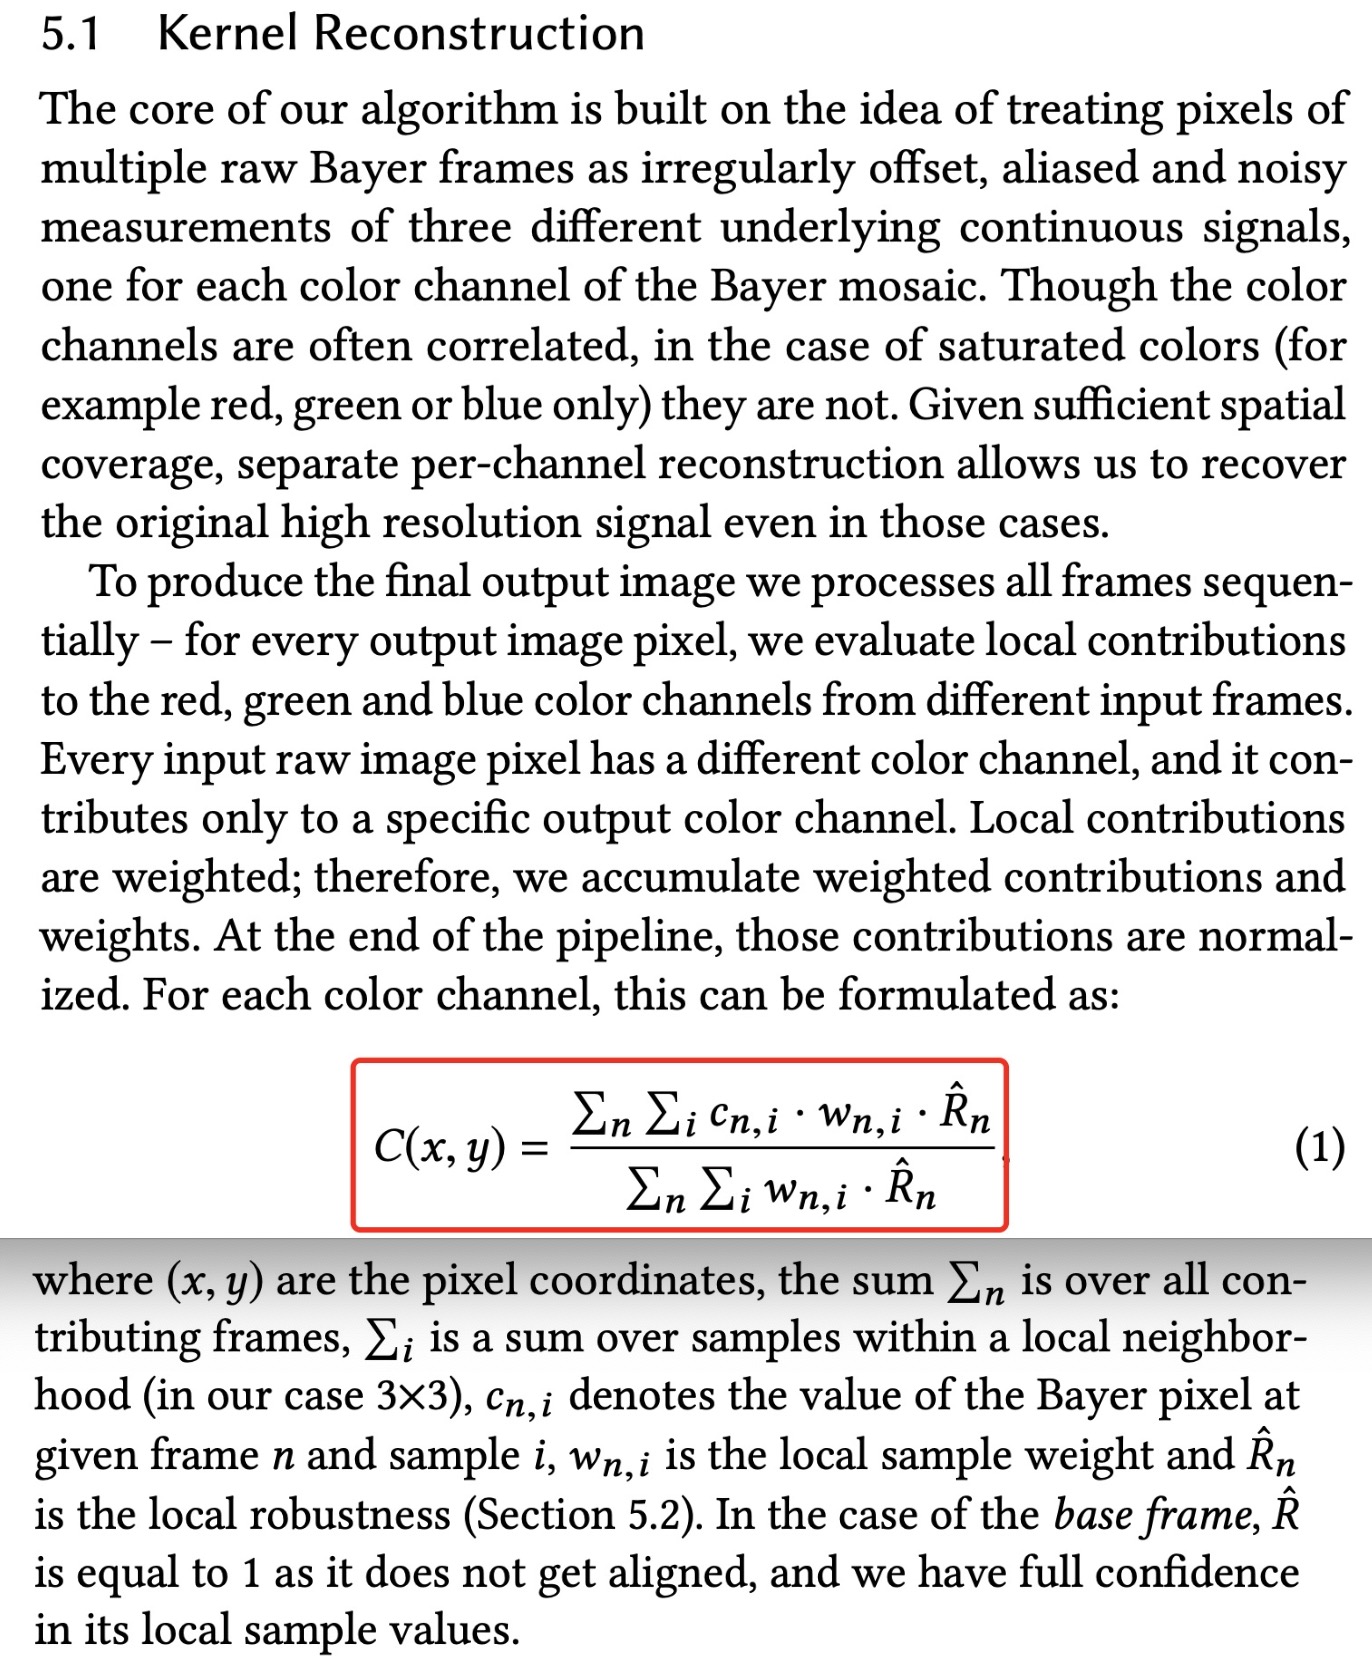 5.1 Kernel Reconstruction
The core of our algorithm is built on the idea of treating pixels of
multiple raw Bayer frames as irregularly offset, aliased and noisy
measurements of three different underlying continuous signals,
one for each color channel of the Bayer mosaic. Though the color
channels are often correlated, in the case of saturated colors (for
example red, green or blue only) they are not. Given sufficient spatial
coverage, separate per-channel reconstruction allows us to recover
the original high resolution signal even in those cases.
To produce the final output image we processes all frames sequen-
tially – for every output image pixel, we evaluate local contributions
to the red, green and blue color channels from different input frames.
Every input raw image pixel has a different color channel, and it con-
tributes only to a specific output color channel. Local contributions
are weighted; therefore, we accumulate weighted contributions and
weights. At the end of the pipeline, those contributions are normal-
ized. For each color channel, this can be formulated as:
C(x, y) = \frac{\sum_n \sum_i c_{n,i} \cdot w_{n,i} \cdot \hat{R}_n}{\sum_n \sum_i w_{n,i} \cdot \hat{R}_n} (1)
where (x, y) are the pixel coordinates, the sum ∑n is over all con-
tributing frames, ∑i is a sum over samples within a local neighbor-
hood (in our case 3×3), cn,i denotes the value of the Bayer pixel at
given frame n and sample i, wn,i is the local sample weight and R̂n
is the local robustness (Section 5.2). In the case of the base frame, R̂
is equal to 1 as it does not get aligned, and we have full confidence
in its local sample values.